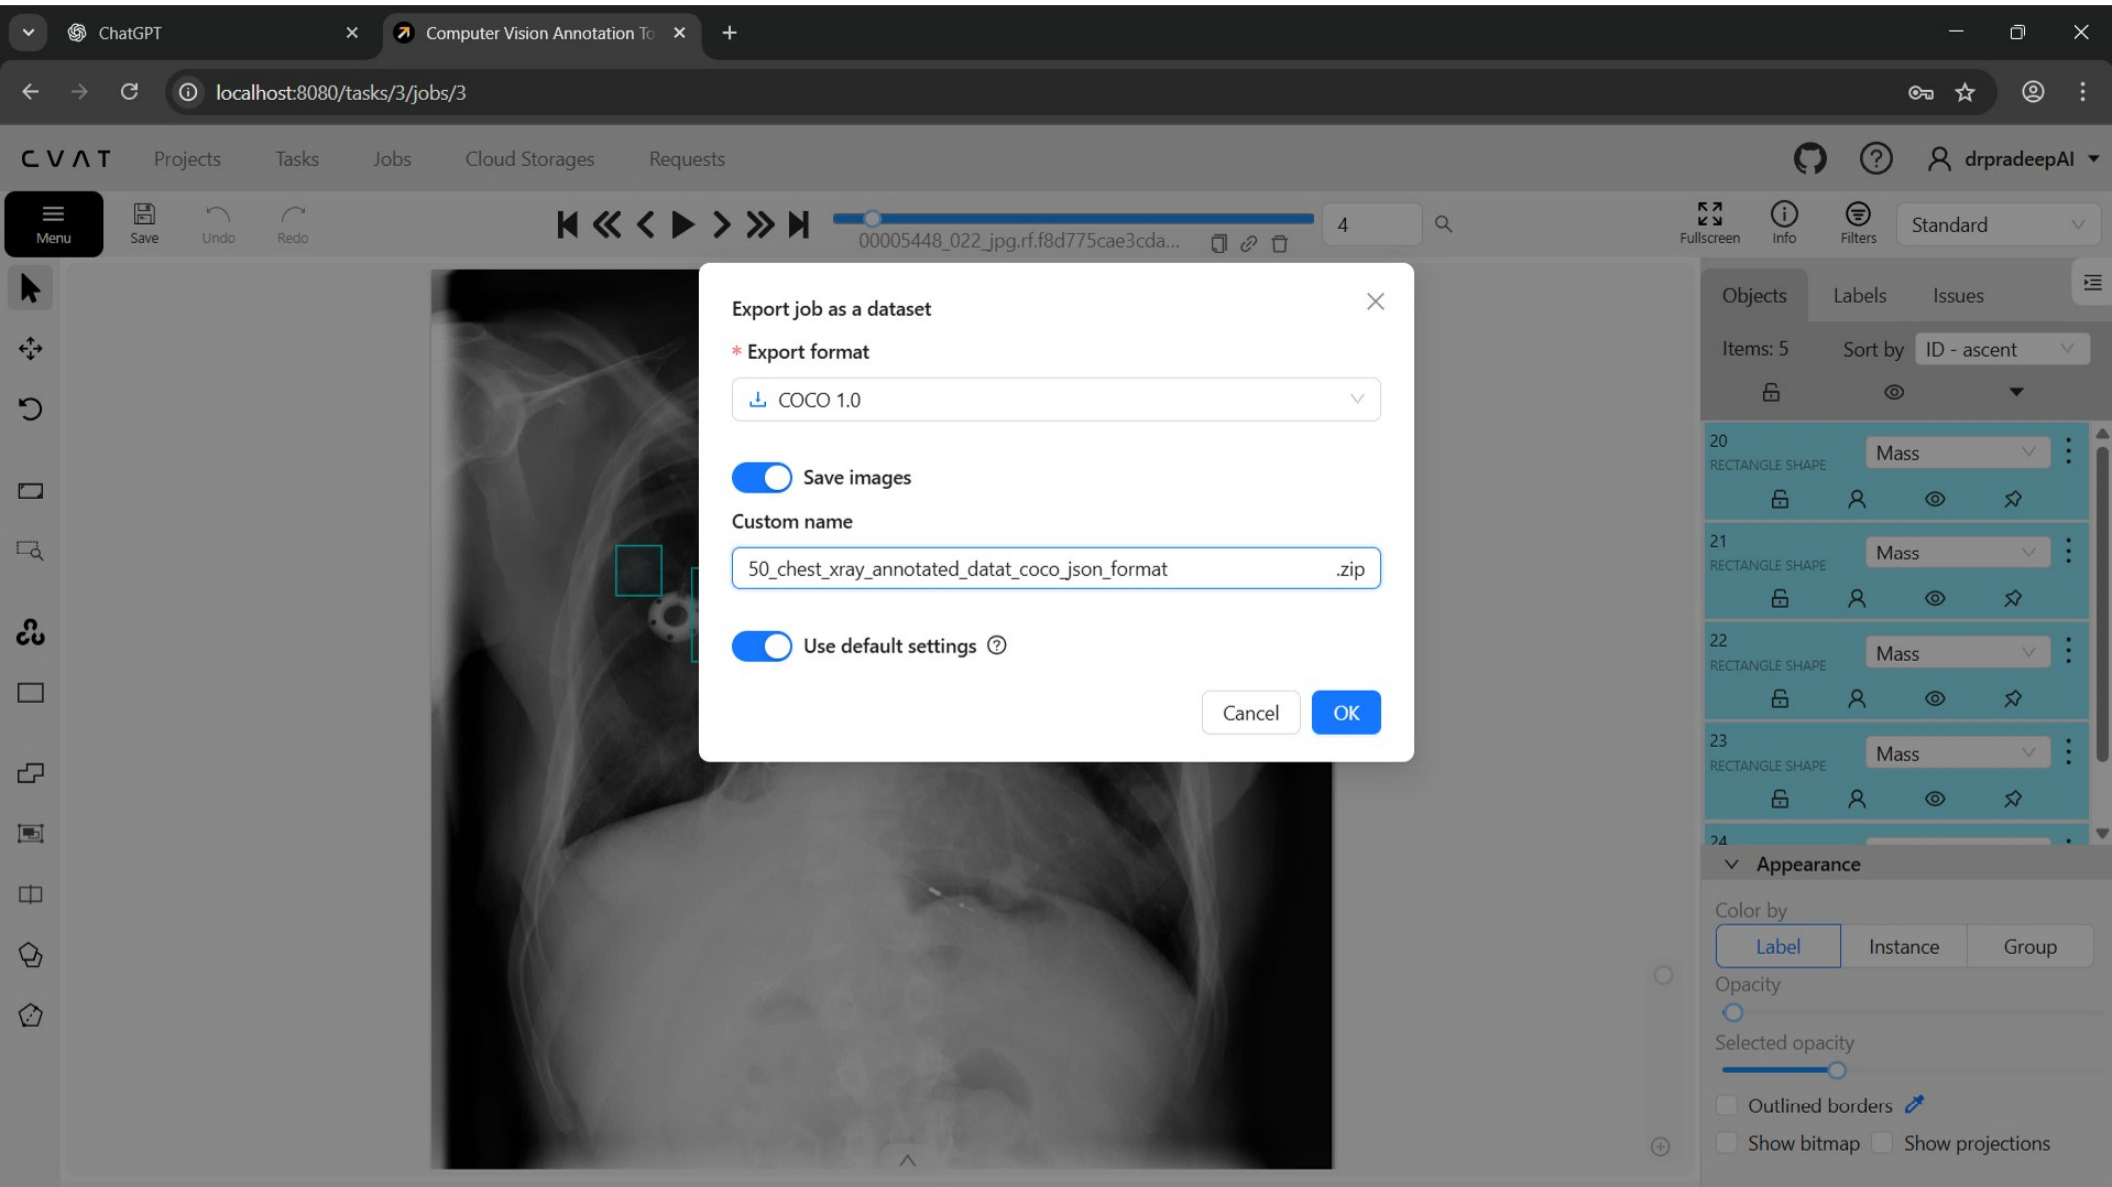 ChatGPT
Computer Vision Annotation To
localhost:8080/tasks/3/jobs/3
CVAT Projects Tasks Jobs Cloud Storages Requests
drpradeepAI
Menu Save Undo Redo
00005448_022_jpg.rf.f8d775cae3cda...
4
Fullscreen Info Filters Standard
Export job as a dataset
* Export format
COCO 1.0
Save images
Custom name
50_chest_xray_annotated_datat_coco_json_format .zip
Use default settings
Cancel OK
Objects Labels Issues
Items: 5 Sort by ID - ascent
20 Mass
RECTANGLE SHAPE
21 Mass
RECTANGLE SHAPE
22 Mass
RECTANGLE SHAPE
23 Mass
RECTANGLE SHAPE
24
Appearance
Color by
Label Instance Group
Opacity
Selected opacity
Outlined borders
Show bitmap Show projections